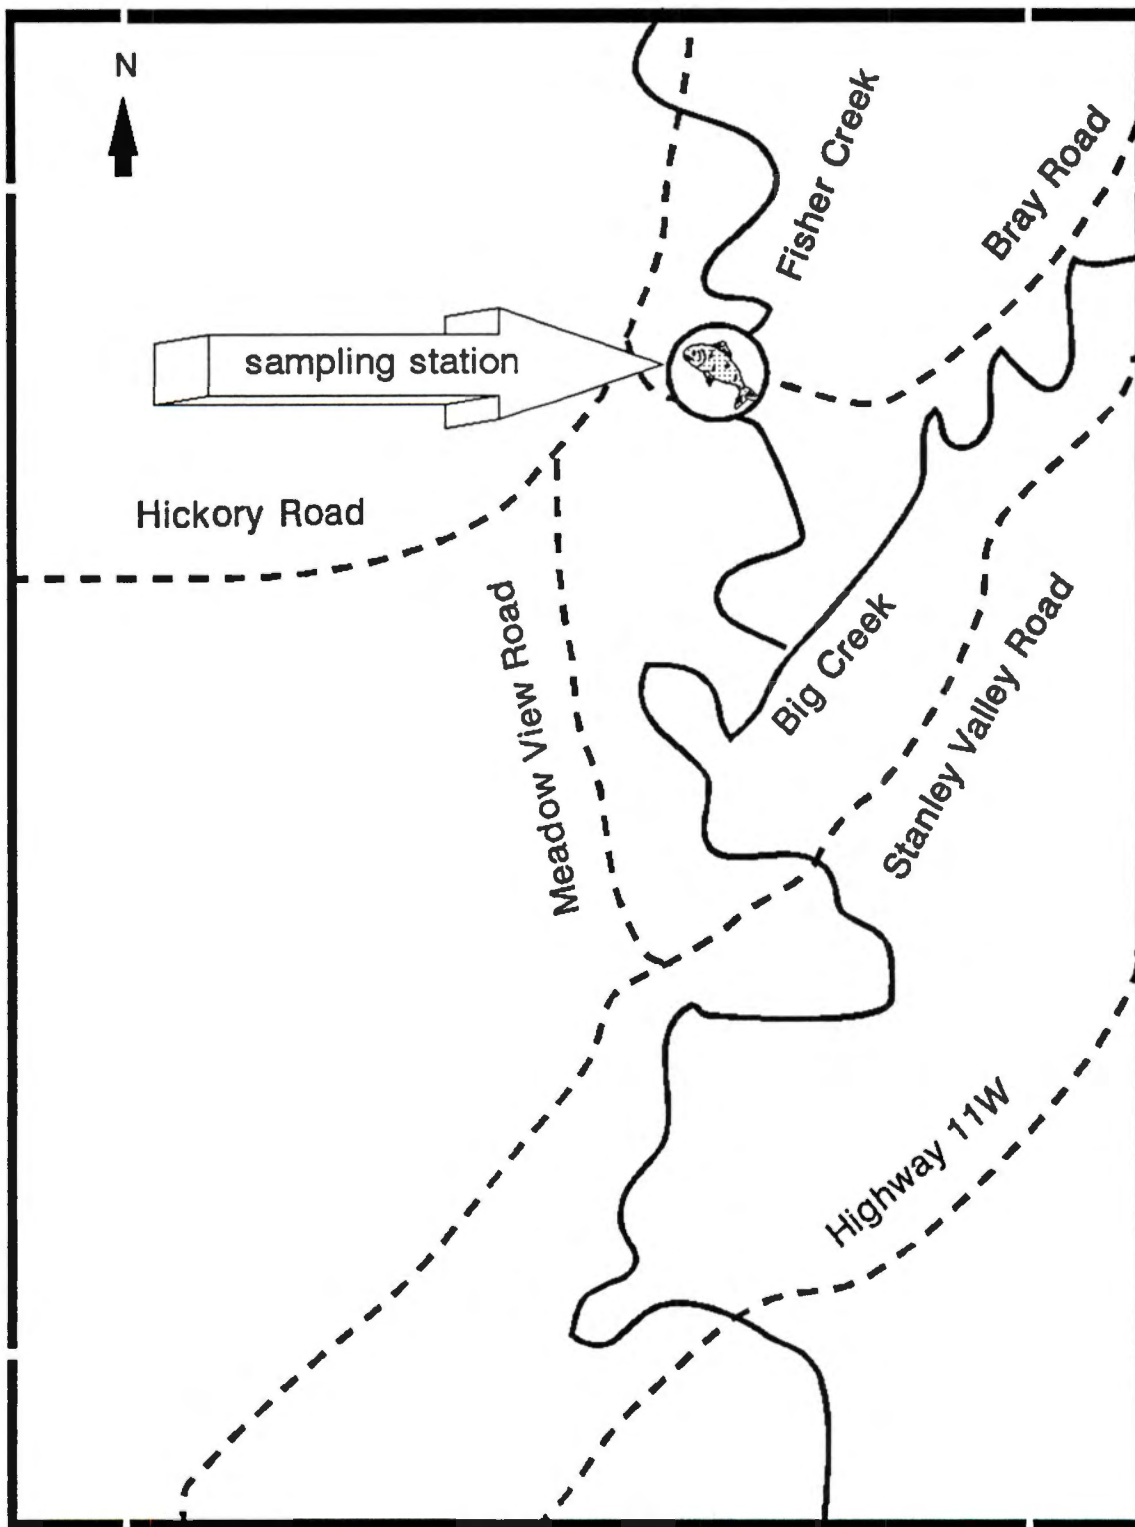 N
Fisher Creek
Bray Road
sampling station
Hickory Road
Meadow View Road
Big Creek
Stanley Valley Road
Highway 11W